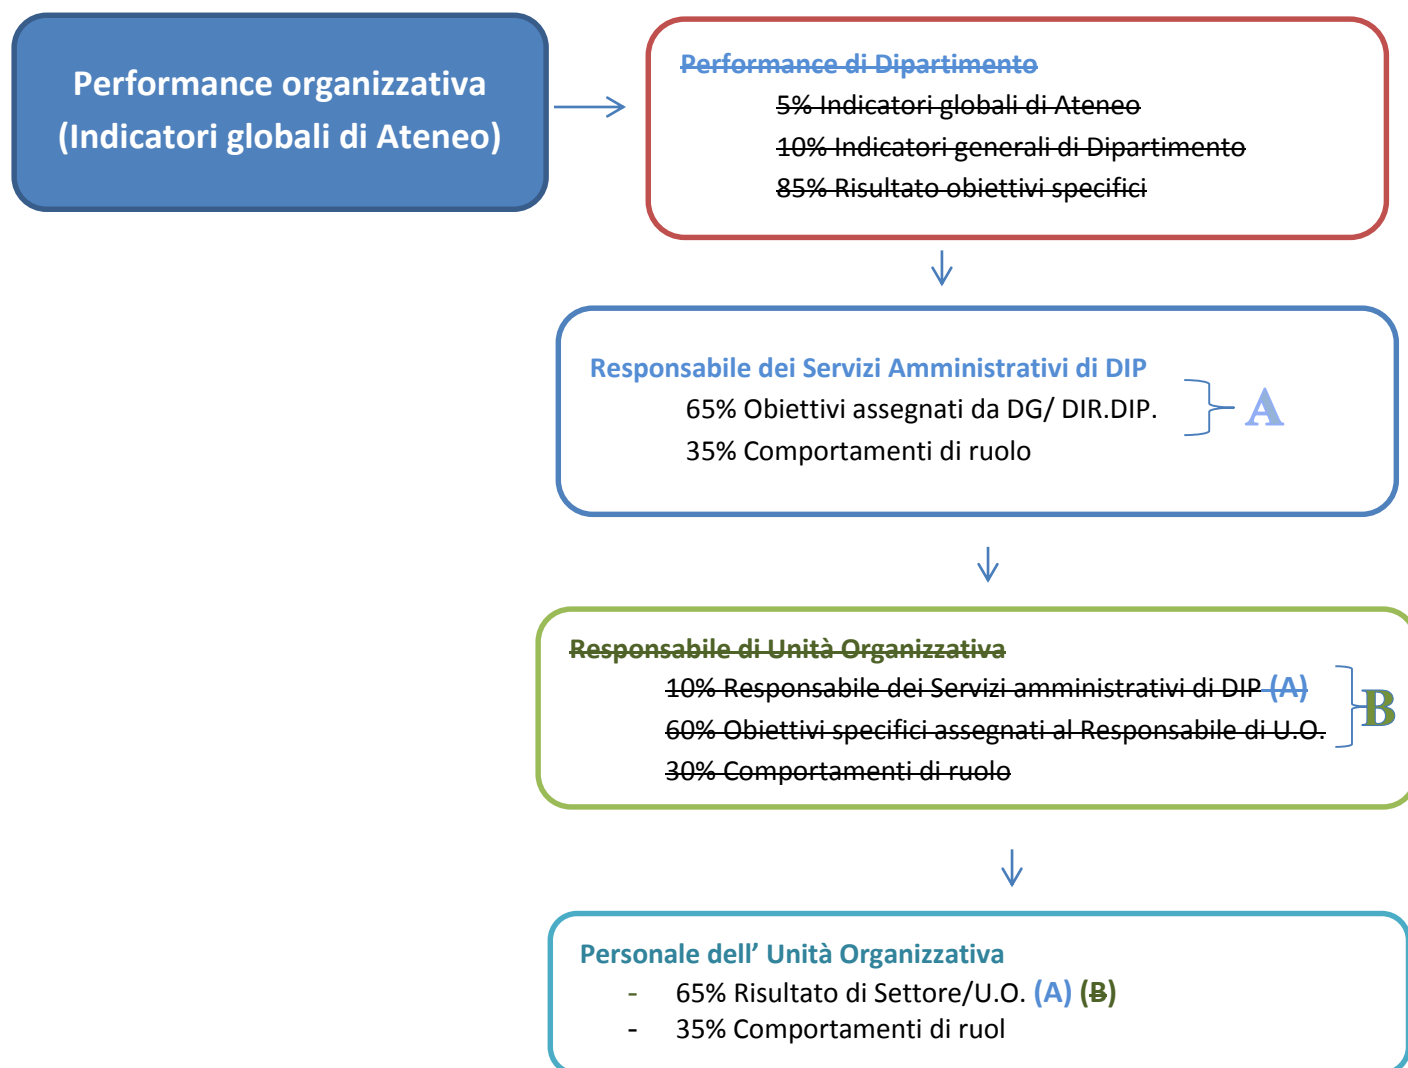 Performance organizzativa
(Indicatori globali di Ateneo)
Performance di Dipartimento
5% Indicatori globali di Ateneo
10% Indicatori generali di Dipartimento
85% Risultato obiettivi specifici
Responsabile dei Servizi Amministrativi di DIP
65% Obiettivi assegnati da DG/ DIR.DIP.
A
35% Comportamenti di ruolo
Responsabile di Unità Organizzativa
10% Responsabile dei Servizi amministrativi di DIP (A)
B
60% Obiettivi specifici assegnati al Responsabile di U.O.
30% Comportamenti di ruolo
Personale dell’ Unità Organizzativa
- 65% Risultato di Settore/U.O. (A) (B)
- 35% Comportamenti di ruol